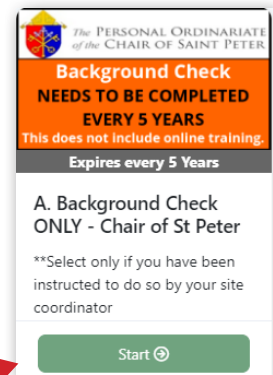 The PERSONAL ORDINARIATE
of the CHAIR OF SAINT PETER
Background Check
NEEDS TO BE COMPLETED
EVERY 5 YEARS
This does not include online training.
Expires every 5 Years
A. Background Check
ONLY - Chair of St Peter
**Select only if you have been
instructed to do so by your site
coordinator
Start